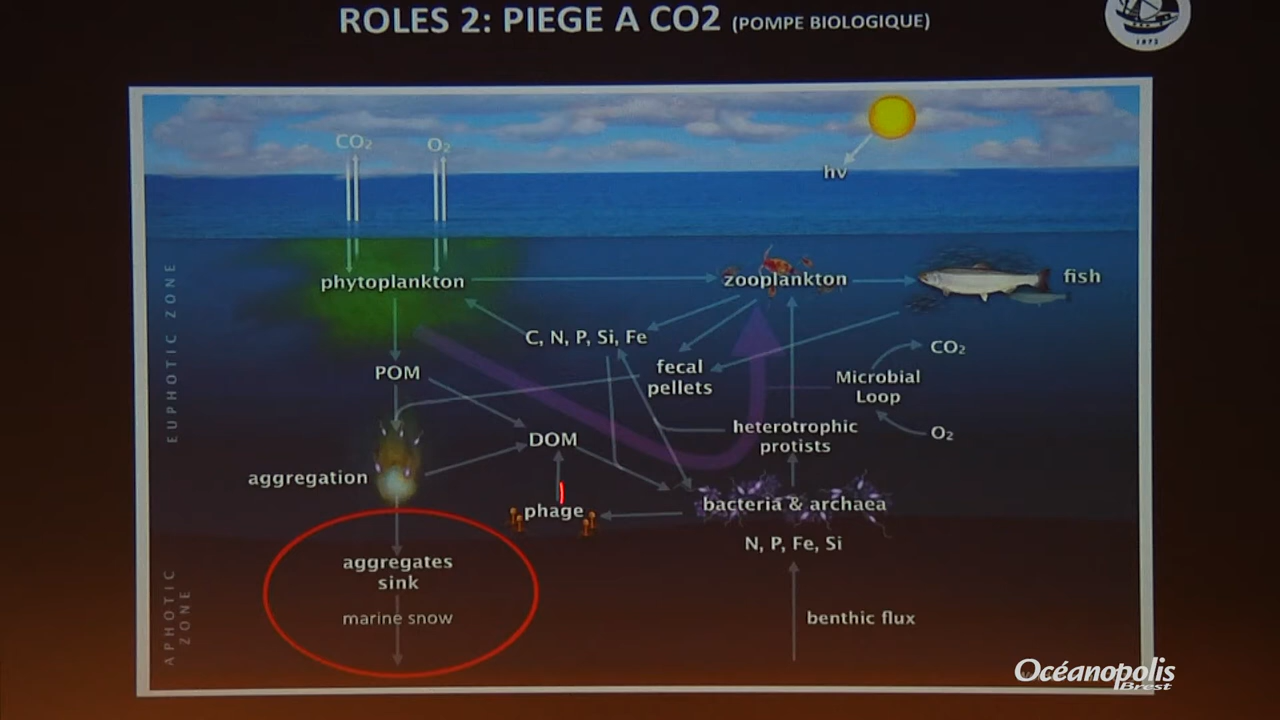 ROLES 2: PIEGE A CO2 (POMPE BIOLOGIQUE)
1872
CO₂
O₂
hν
EUPHOTIC ZONE
phytoplankton
zooplankton
fish
C, N, P, Si, Fe
fecal
pellets
CO₂
POM
Microbial
Loop
DOM
heterotrophic
protists
O₂
aggregation
phage
bacteria & archaea
N, P, Fe, Si
APHOTIC
ZONE
aggregates
sink
marine snow
benthic flux
Océanopolis
Brest